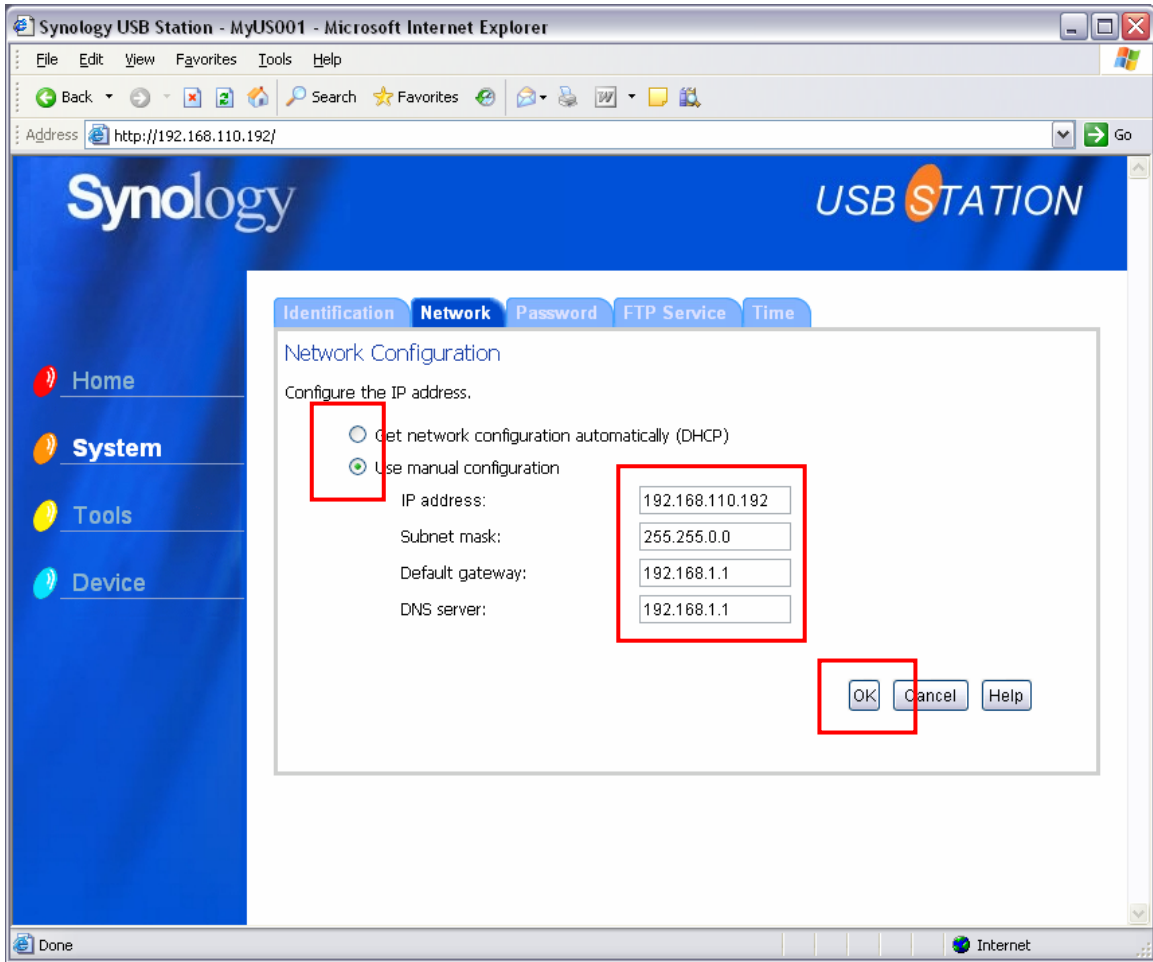 Synology USB Station - MyUS001 - Microsoft Internet Explorer
File Edit View Favorites Tools Help
Back Search Favorites
Address http://192.168.110.192/ Go
Synology
USB STATION
Identification Network Password FTP Service Time
Network Configuration
Configure the IP address.
Get network configuration automatically (DHCP)
Use manual configuration
IP address: 192.168.110.192
Subnet mask: 255.255.0.0
Default gateway: 192.168.1.1
DNS server: 192.168.1.1
OK Cancel Help
Home
System
Tools
Device
Done Internet